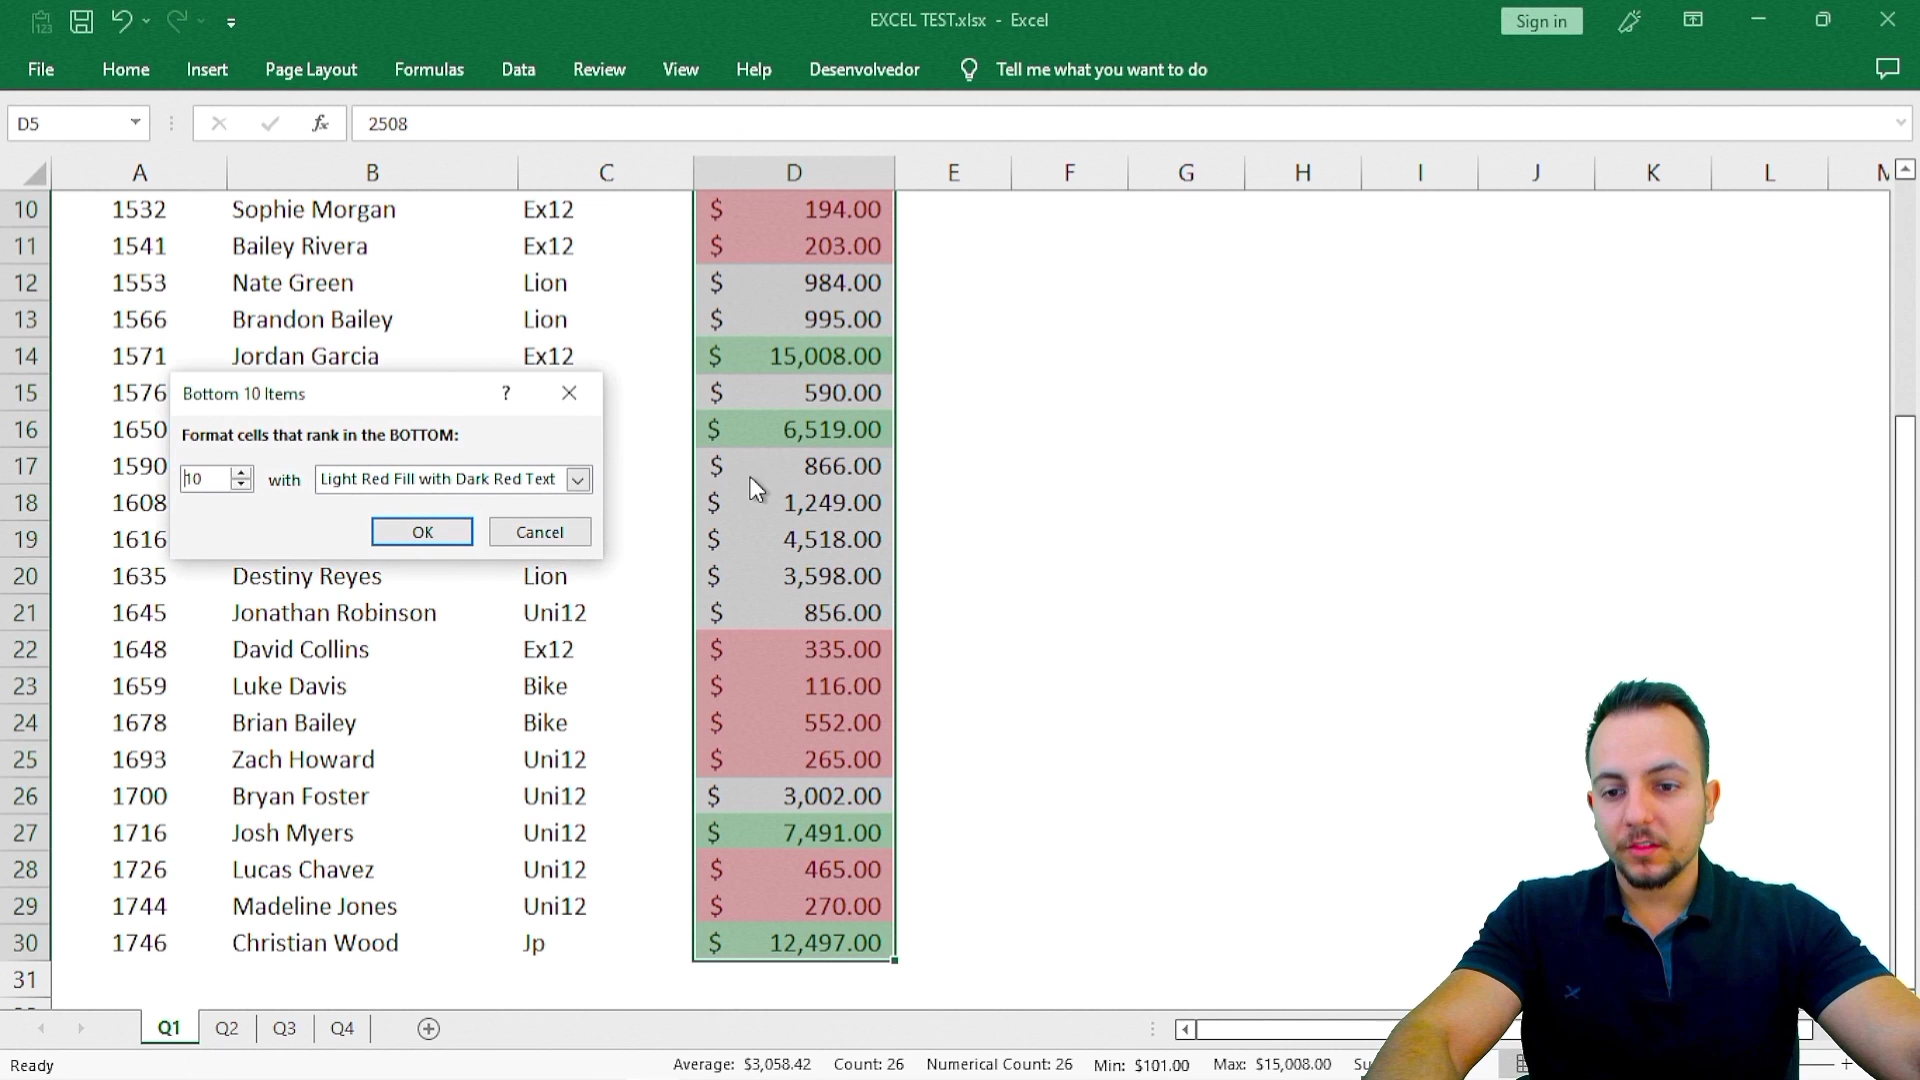 EXCEL TEST.xlsx - Excel
Sign in
File Home Insert Page Layout Formulas Data Review View Help Desenvolvedor Tell me what you want to do
D5 fx 2508
A B C D E F G H I J K L
10 1532 Sophie Morgan Ex12 $ 194.00
11 1541 Bailey Rivera Ex12 $ 203.00
12 1553 Nate Green Lion $ 984.00
13 1566 Brandon Bailey Lion $ 995.00
14 1571 Jordan Garcia Ex12 $ 15,008.00
15 1576 $ 590.00
16 1650 $ 6,519.00
17 1590 $ 866.00
18 1608 $ 1,249.00
19 1616 $ 4,518.00
Bottom 10 Items ?
Format cells that rank in the BOTTOM:
10 with Light Red Fill with Dark Red Text
OK Cancel
20 1635 Destiny Reyes Lion $ 3,598.00
21 1645 Jonathan Robinson Uni12 $ 856.00
22 1648 David Collins Ex12 $ 335.00
23 1659 Luke Davis Bike $ 116.00
24 1678 Brian Bailey Bike $ 552.00
25 1693 Zach Howard Uni12 $ 265.00
26 1700 Bryan Foster Uni12 $ 3,002.00
27 1716 Josh Myers Uni12 $ 7,491.00
28 1726 Lucas Chavez Uni12 $ 465.00
29 1744 Madeline Jones Uni12 $ 270.00
30 1746 Christian Wood Jp $ 12,497.00
31
Q1 Q2 Q3 Q4
Ready Average: $3,058.42 Count: 26 Numerical Count: 26 Min: $101.00 Max: $15,008.00